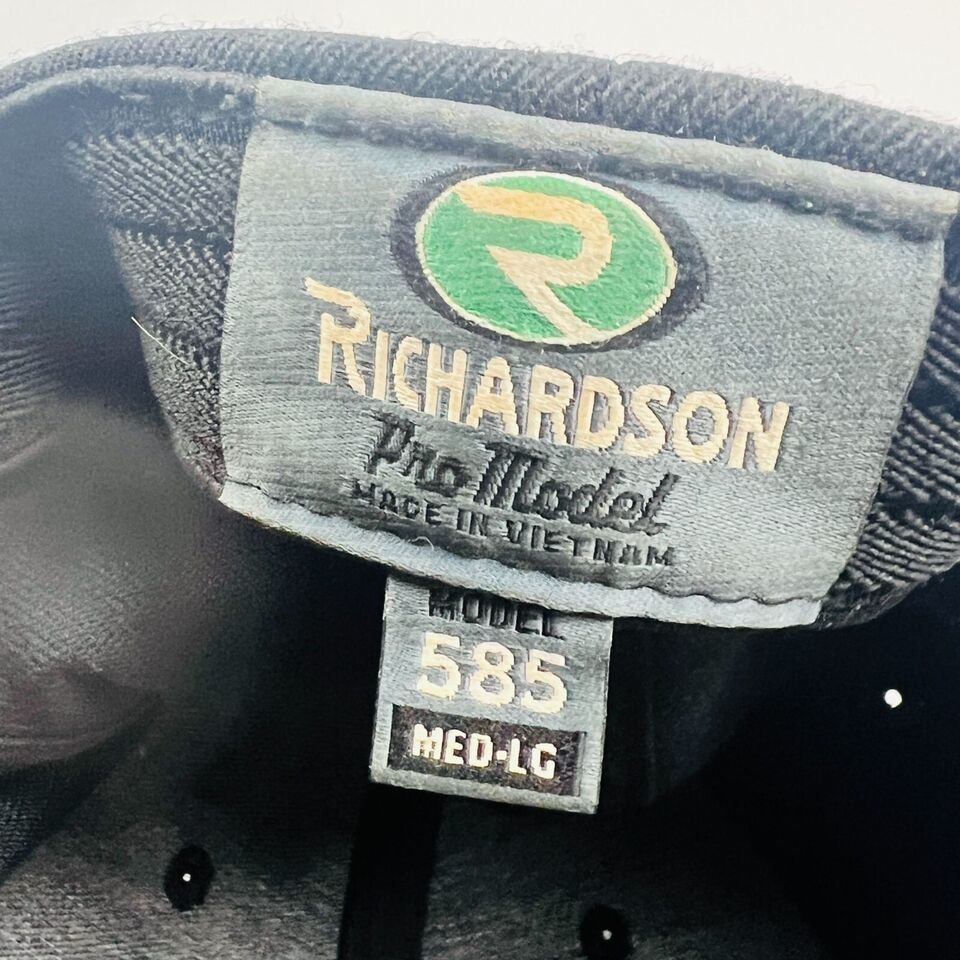 R
RICHARDSON
Pro Model
MADE IN VIETNAM
MODEL
585
MED-LG